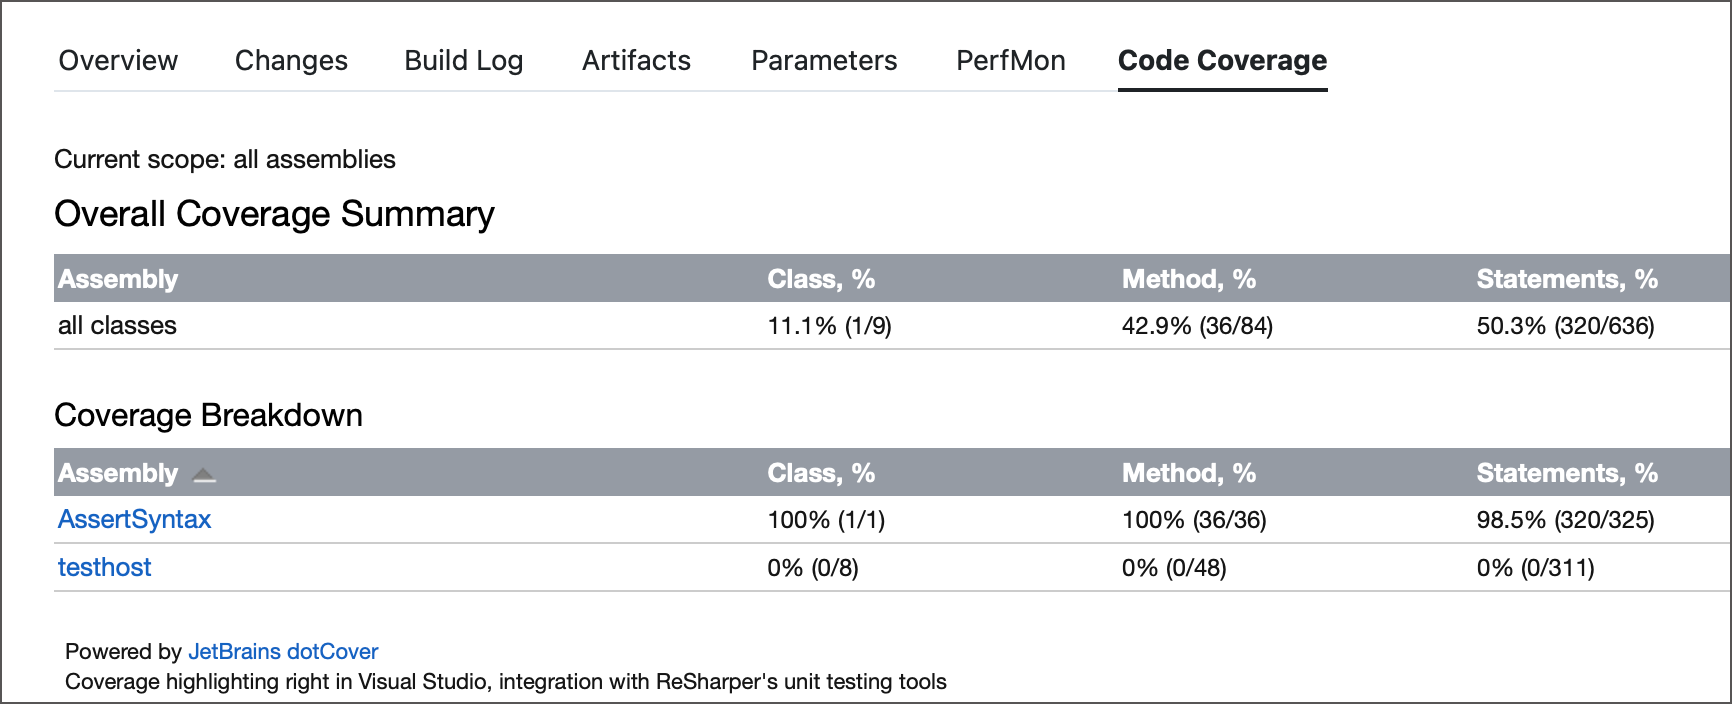 Overview Changes Build Log Artifacts Parameters PerfMon Code Coverage
Current scope: all assemblies
Overall Coverage Summary
Assembly Class, % Method, % Statements, %
all classes 11.1% (1/9) 42.9% (36/84) 50.3% (320/636)
Coverage Breakdown
Assembly Class, % Method, % Statements, %
AssertSyntax 100% (1/1) 100% (36/36) 98.5% (320/325)
testhost 0% (0/8) 0% (0/48) 0% (0/311)
Powered by JetBrains dotCover
Coverage highlighting right in Visual Studio, integration with ReSharper's unit testing tools